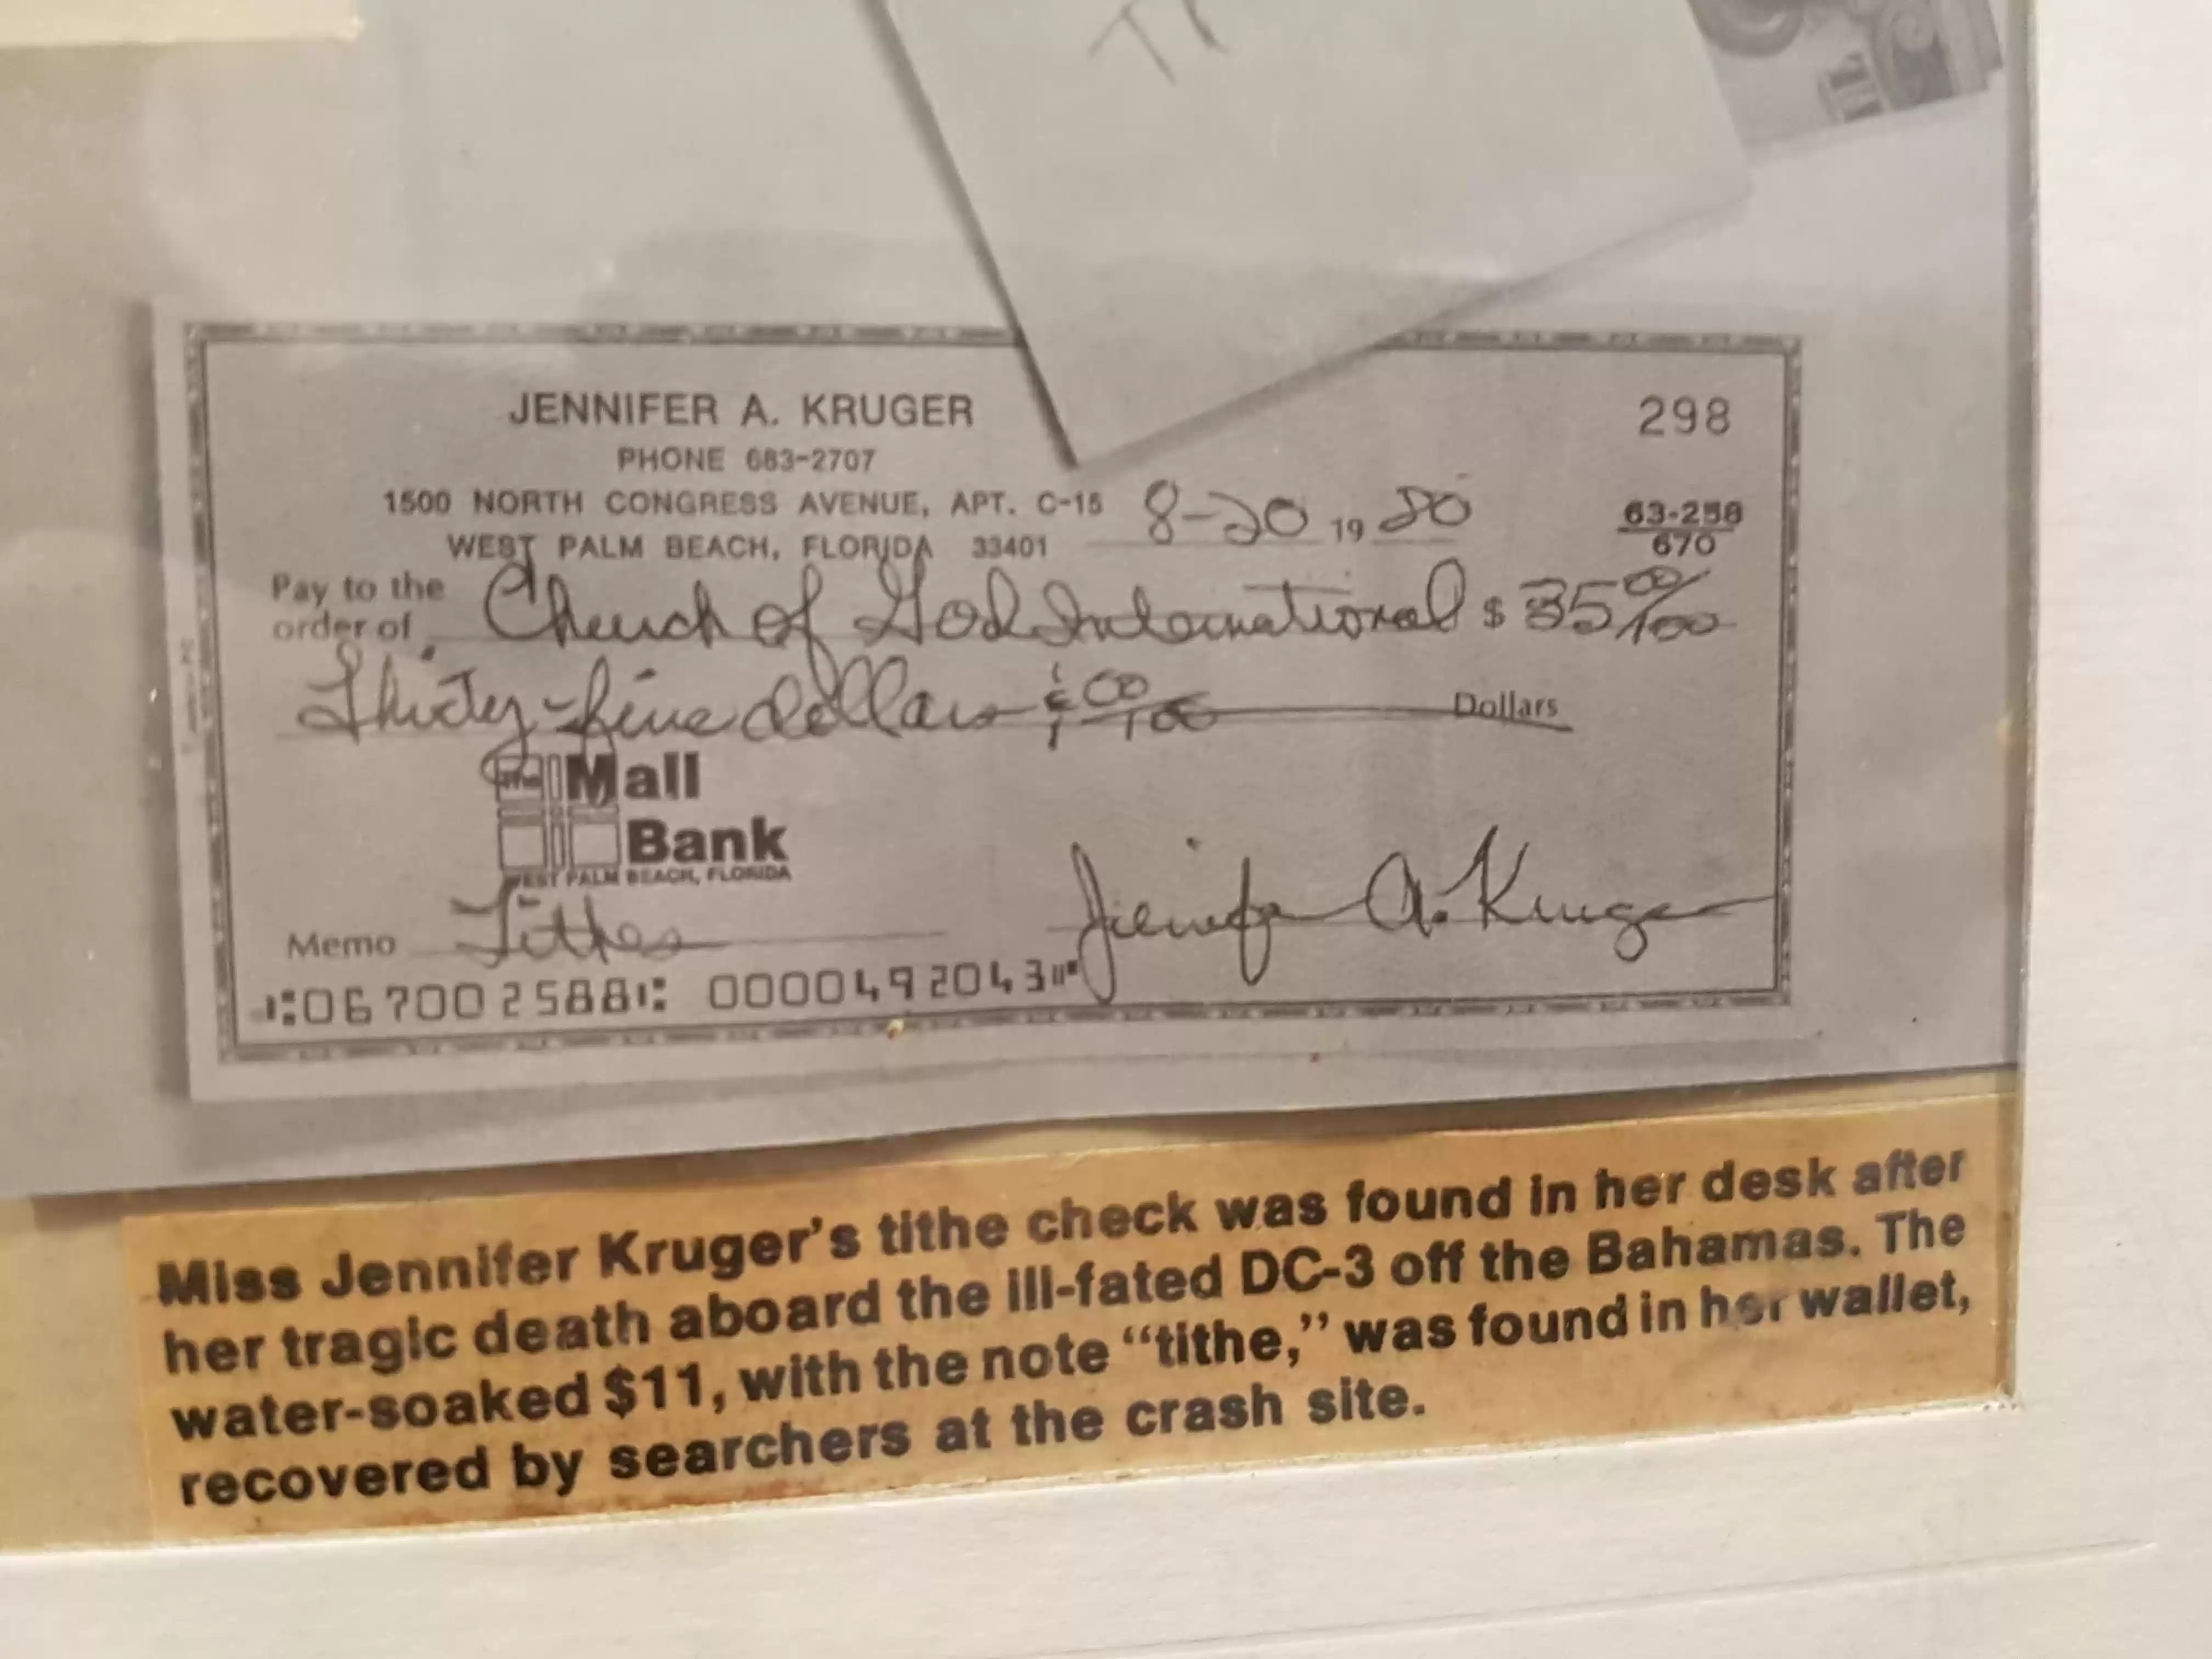 TI
JENNIFER A. KRUGER
298
PHONE 683-2707
1500 NORTH CONGRESS AVENUE, APT. C-15
8-20 19 80
63-258
670
WEST PALM BEACH, FLORIDA 33401
Pay to the order of Church of God International $ 35 00/100
Thirty-five dollars & 00/100 Dollars
The Mall
Bank
WEST PALM BEACH, FLORIDA
Memo Tithes
Jennifer A. Kruger
⑆067002588⑆ 0000492043⑈
Miss Jennifer Kruger's tithe check was found in her desk after
her tragic death aboard the ill-fated DC-3 off the Bahamas. The
water-soaked $11, with the note “tithe,” was found in her wallet,
recovered by searchers at the crash site.